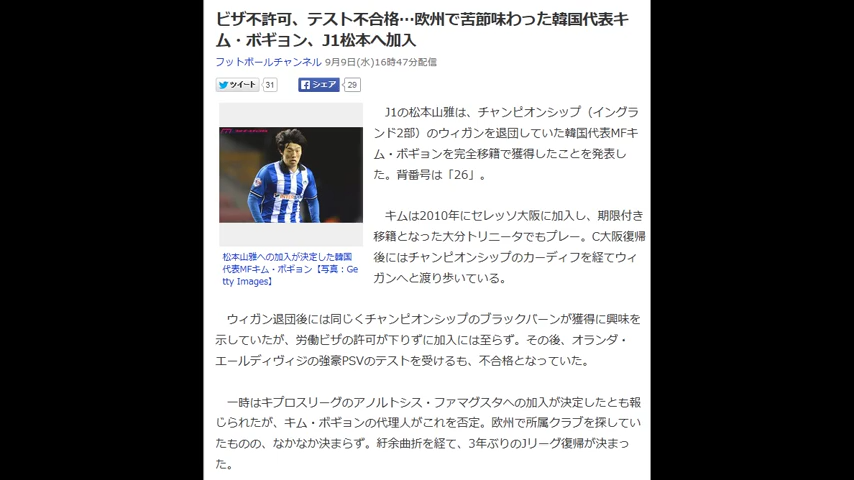 ビザ不許可、テスト不合格…欧州で苦節味わった韓国代表キ
ム・ボギョン、J1松本へ加入
フットボールチャンネル 9月9日(水)16時47分配信
ツイート 31 シェア 29
J1の松本山雅は、チャンピオンシップ（イングラ
ンド2部）のウィガンを退団していた韓国代表MFキ
ム・ボギョンを完全移籍で獲得したことを発表し
た。背番号は「26」。
キムは2010年にセレッソ大阪に加入し、期限付き
移籍となった大分トリニータでもプレー。C大阪復帰
後にはチャンピオンシップのカーディフを経てウィ
ガンへと渡り歩いている。
松本山雅への加入が決定した韓国
代表MFキム・ボギョン【写真：Ge
tty Images】
ウィガン退団後には同じくチャンピオンシップのブラックバーンが獲得に興味を
示していたが、労働ビザの許可が下りずに加入には至らず。その後、オランダ・
エールディヴィジの強豪PSVのテストを受けるも、不合格となっていた。
一時はキプロスリーグのアノルトシス・ファマグスタへの加入が決定したとも報
じられたが、キム・ボギョンの代理人がこれを否定。欧州で所属クラブを探してい
たものの、なかなか決まらず。紆余曲折を経て、3年ぶりのJリーグ復帰が決まっ
た。